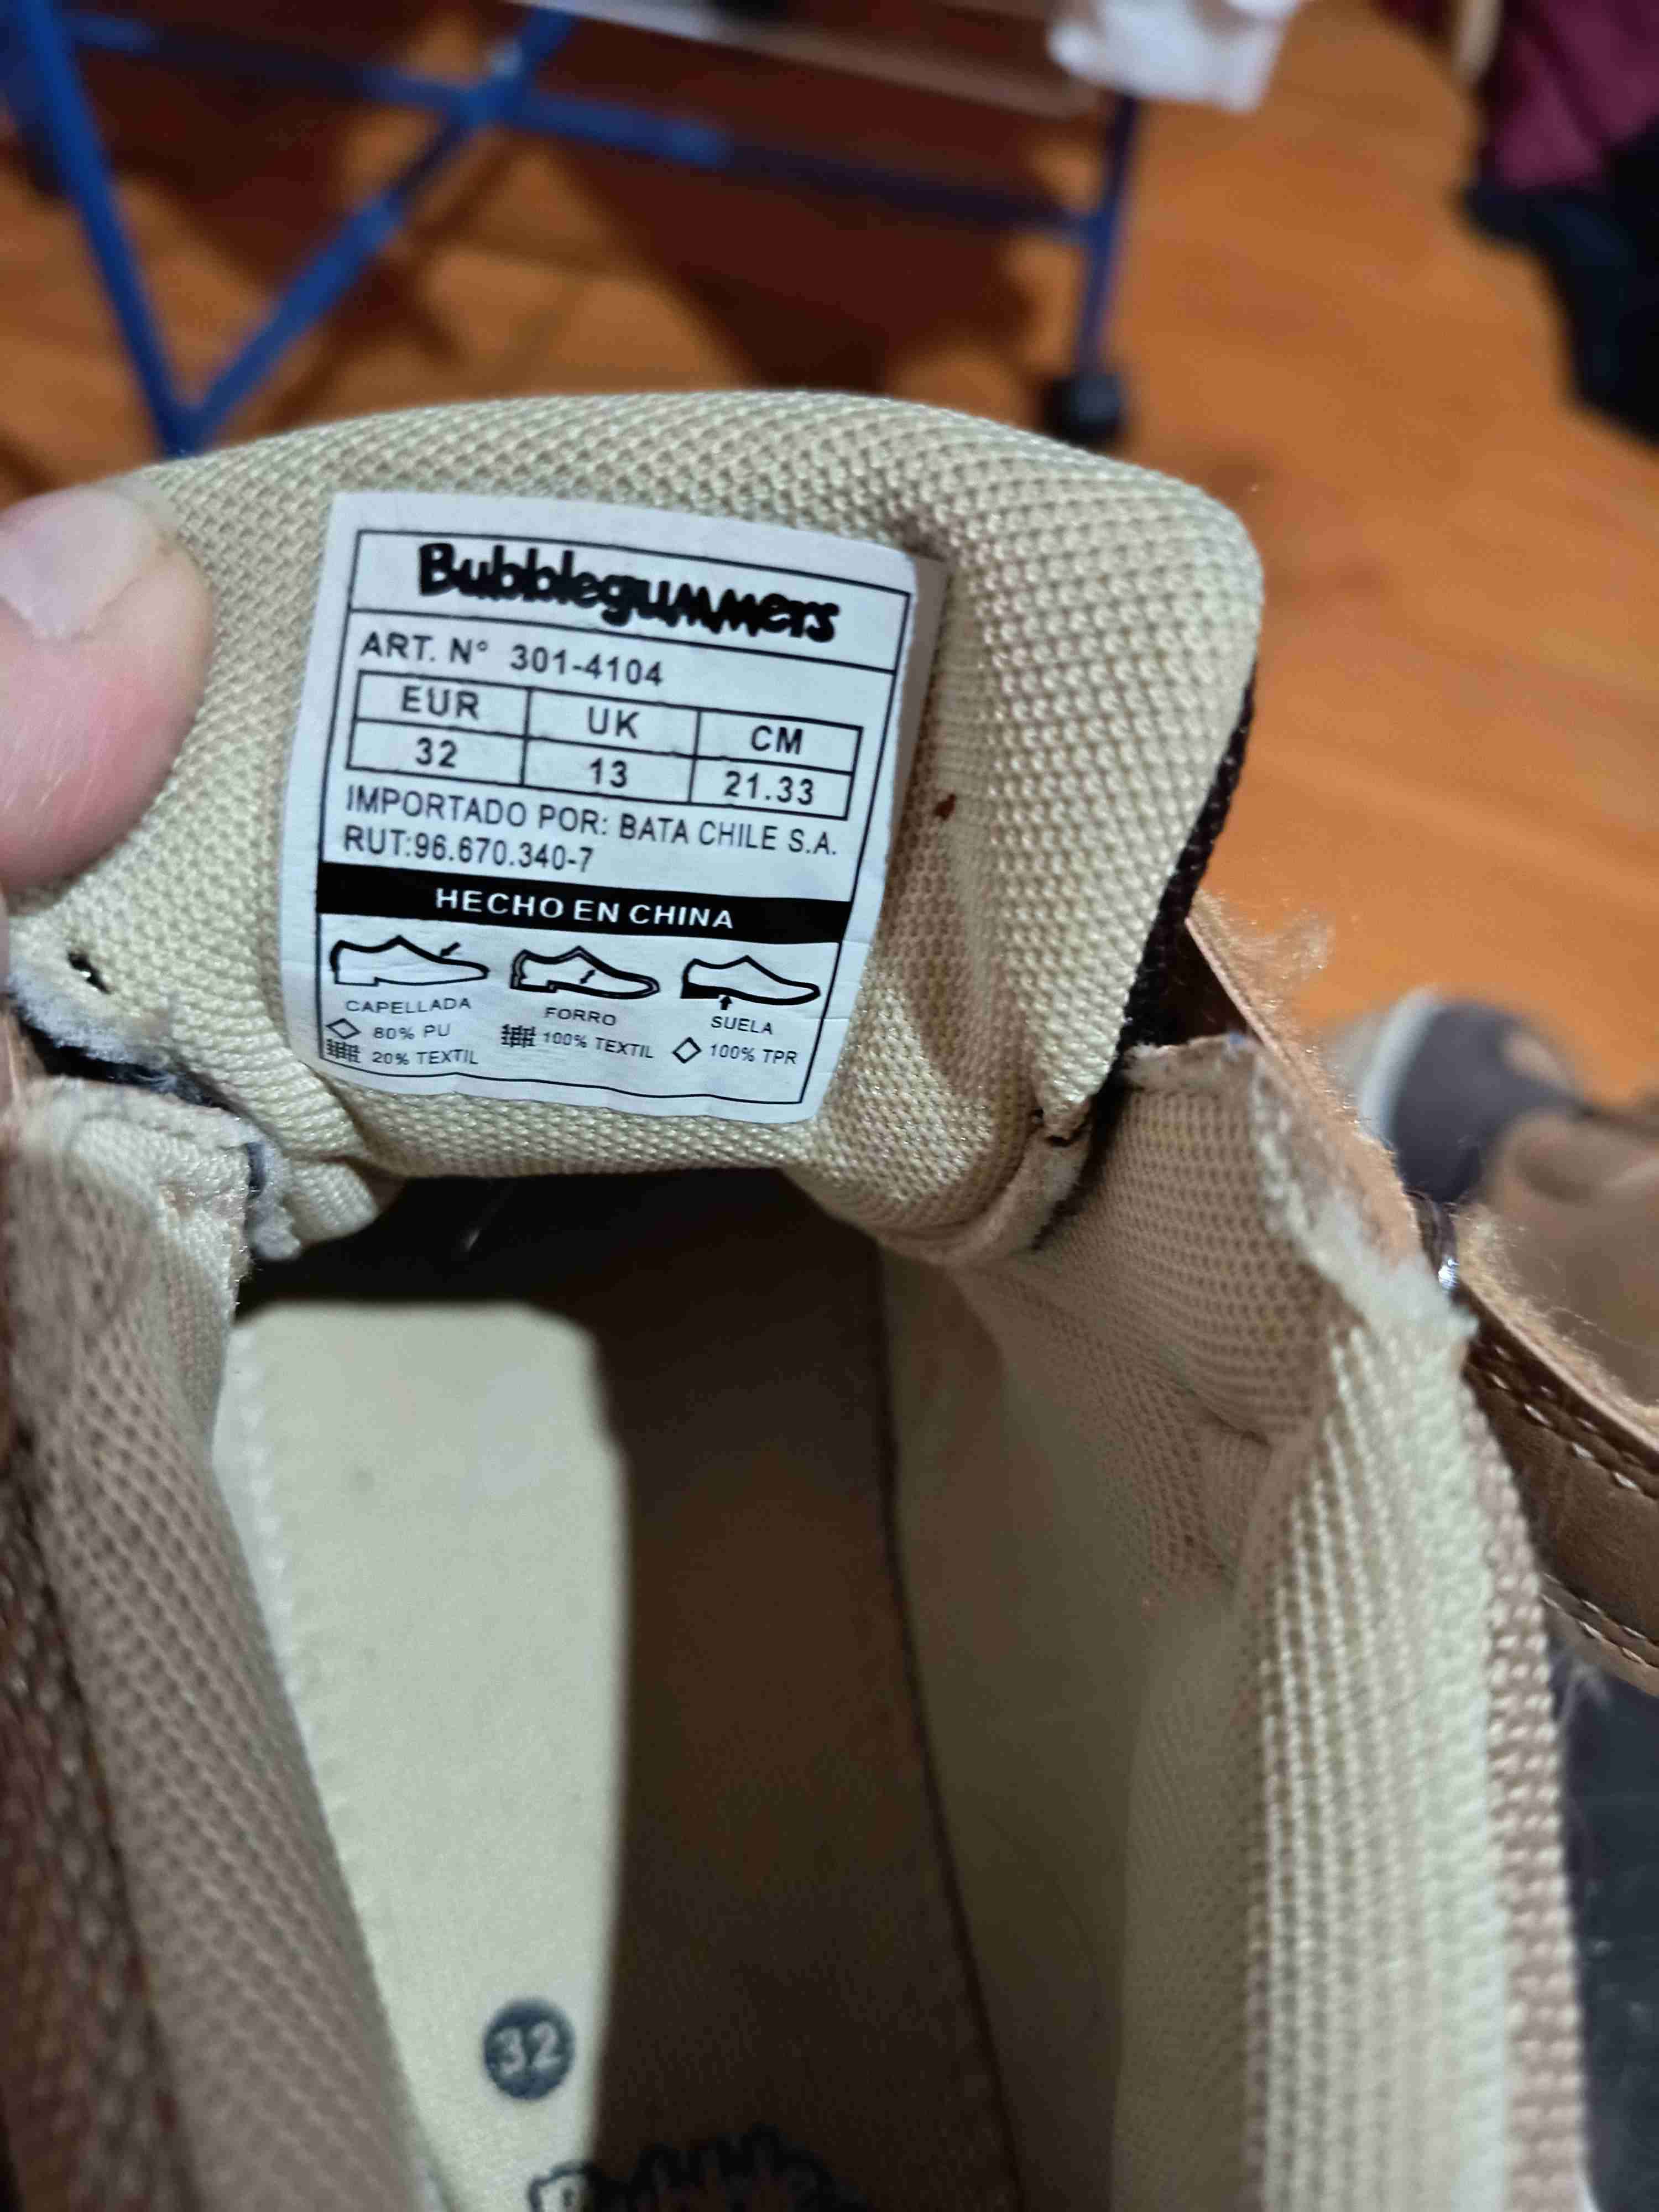 Bubblegummers
ART. N° 301-4104
EUR UK CM
32 13 21.33
IMPORTADO POR: BATA CHILE S.A.
RUT:96.670.340-7
HECHO EN CHINA
CAPELLADA FORRO SUELA
80% PU 100% TEXTIL 100% TPR
20% TEXTIL
32